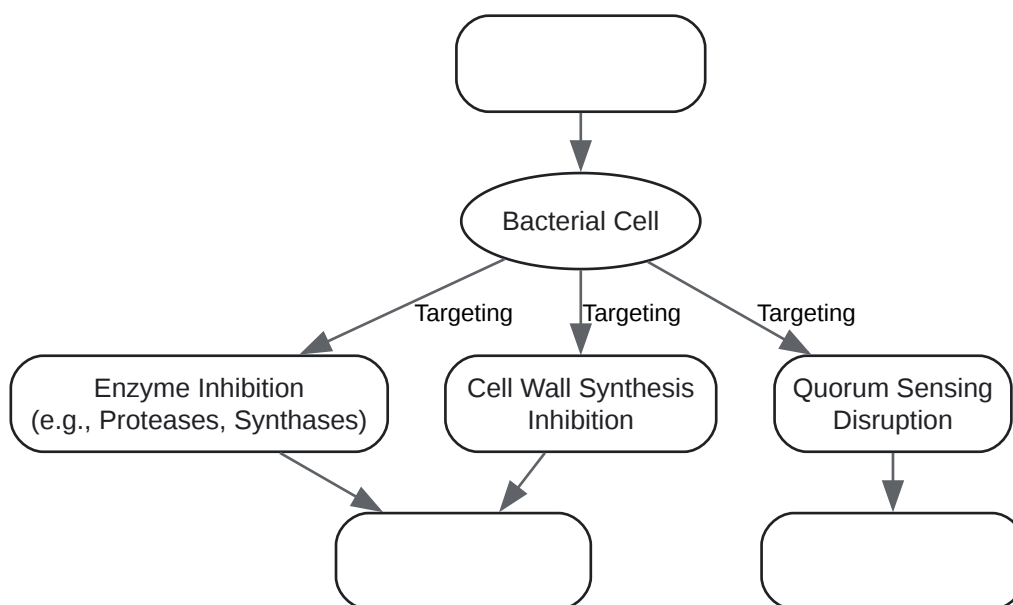 Bacterial Cell
Targeting
Targeting
Targeting
Enzyme Inhibition
(e.g., Proteases, Synthases)
Cell Wall Synthesis
Inhibition
Quorum Sensing
Disruption